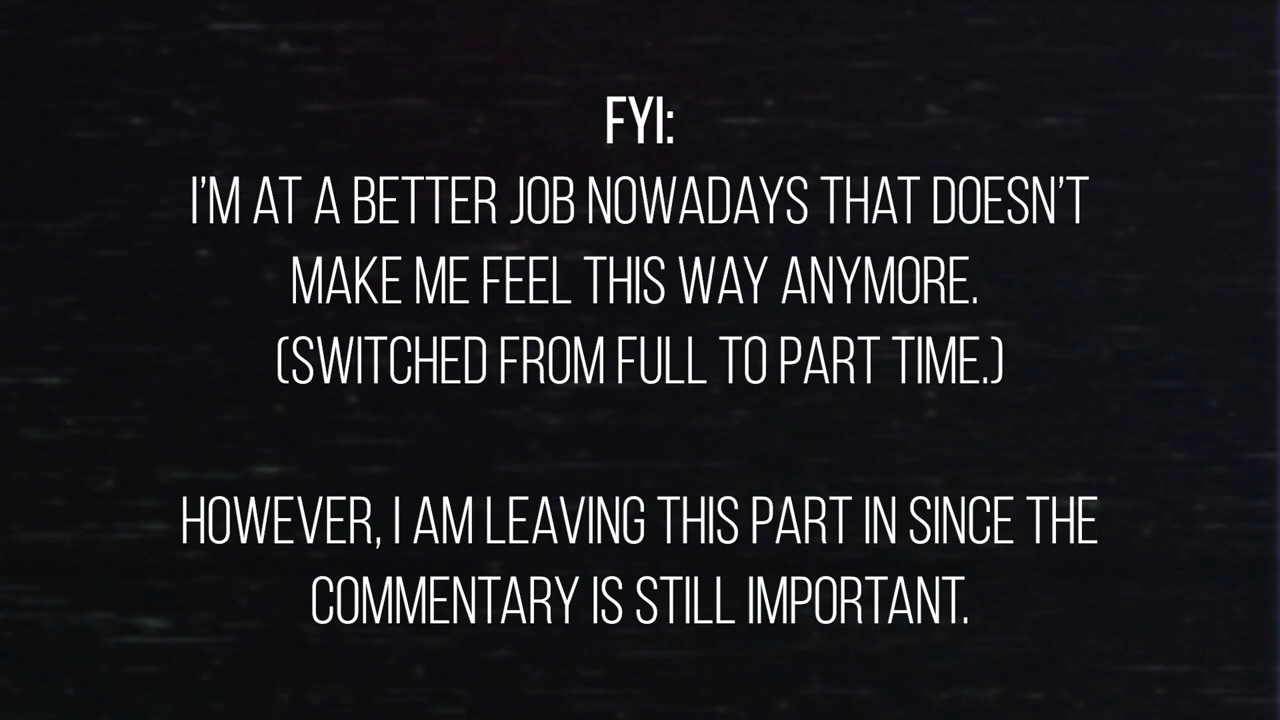 FYI:
I'M AT A BETTER JOB NOWADAYS THAT DOESN'T
MAKE ME FEEL THIS WAY ANYMORE.
(SWITCHED FROM FULL TO PART TIME.)
HOWEVER, I AM LEAVING THIS PART IN SINCE THE
COMMENTARY IS STILL IMPORTANT.